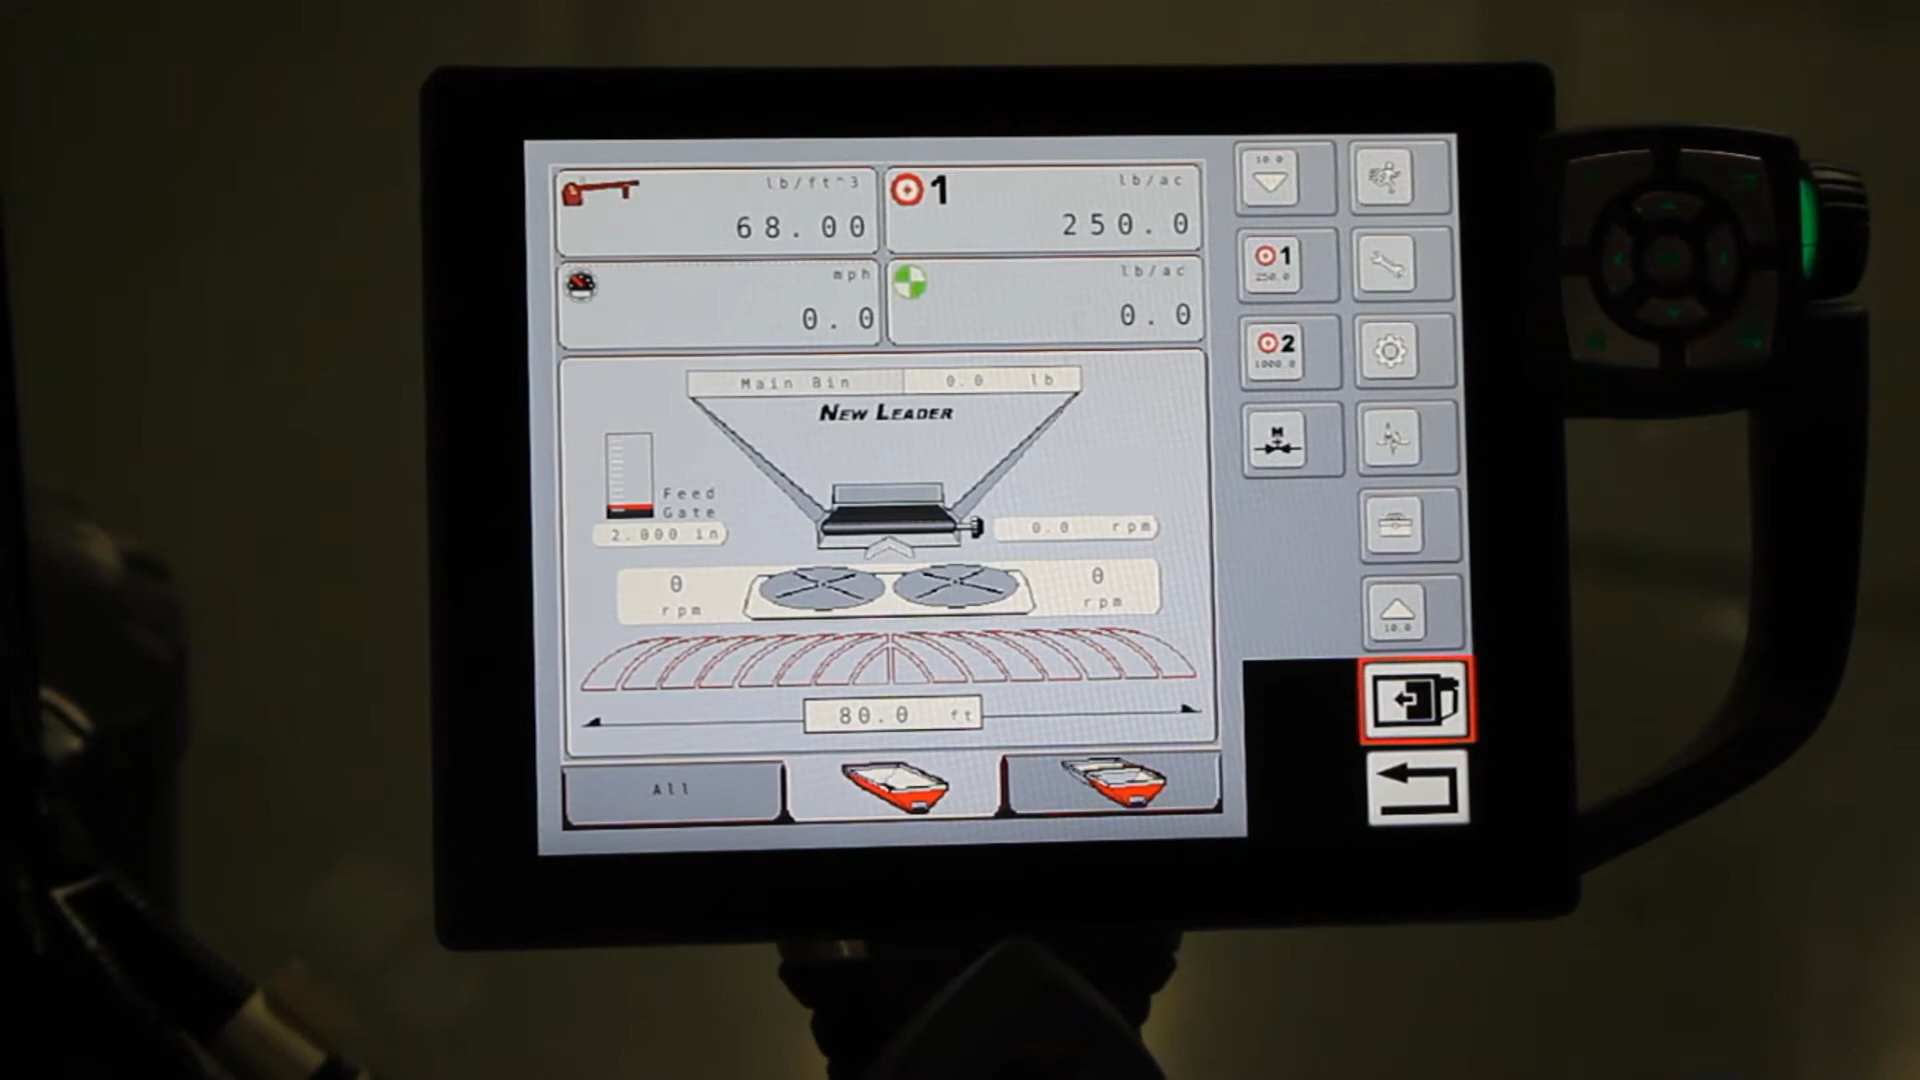 lb/ft^3
68.00
1
lb/ac
250.0
mph
0.0
lb/ac
0.0
Main Bin
0.0 lb
NEW LEADER
Feed
Gate
2.000 in
0.0 rpm
0
rpm
0
rpm
80.0 ft
All
10.0
1
250.0
2
1000.0
M
10.0